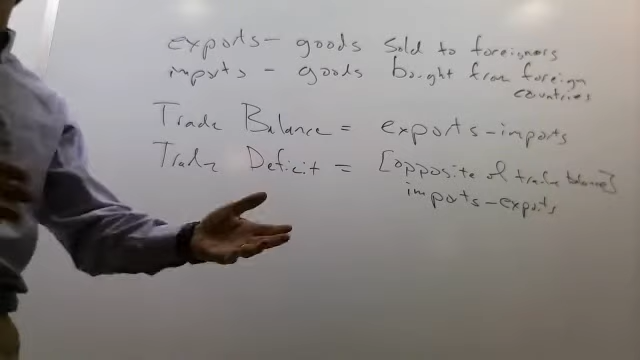 exports - goods sold to foreigners
imports - goods bought from foreign
countries
Trade Balance = exports-imports
Trade Deficit = [opposite of trade balance]
imports-exports